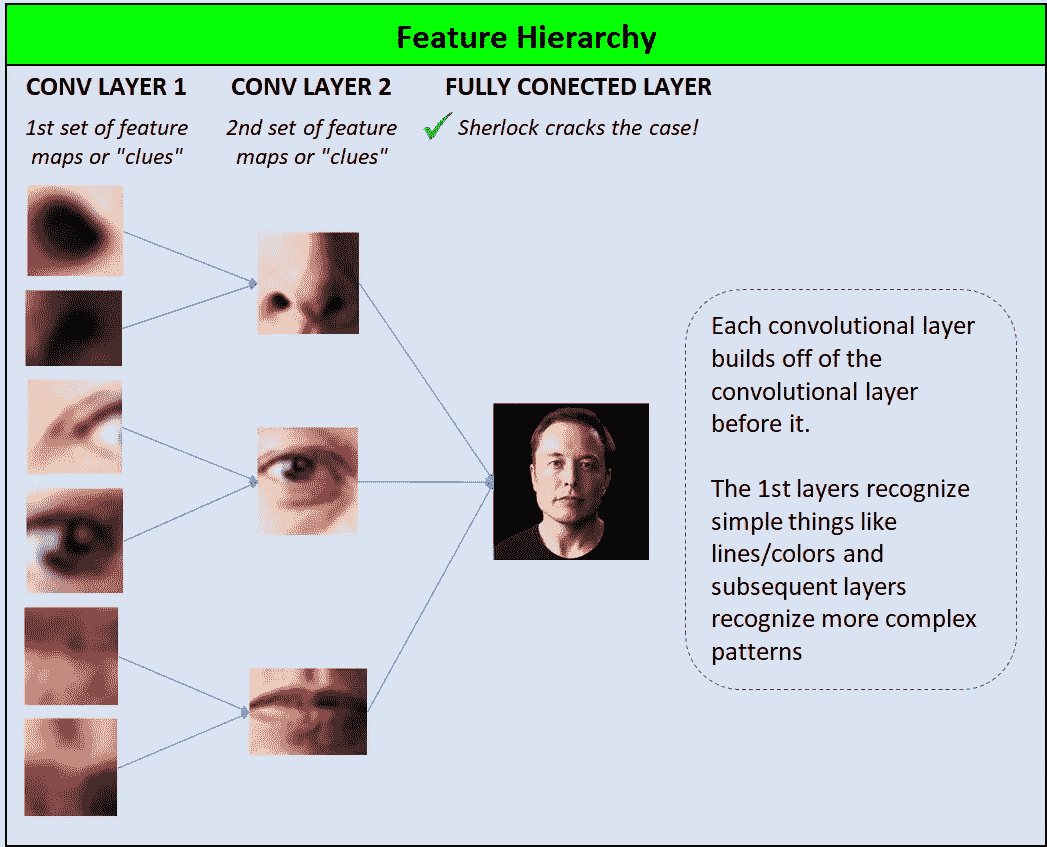 Feature Hierarchy
CONV LAYER 1
1st set of feature
maps or "clues"
CONV LAYER 2
2nd set of feature
maps or "clues"
FULLY CONECTED LAYER
✓ Sherlock cracks the case!
Each convolutional layer
builds off of the
convolutional layer
before it.
The 1st layers recognize
simple things like
lines/colors and
subsequent layers
recognize more complex
patterns